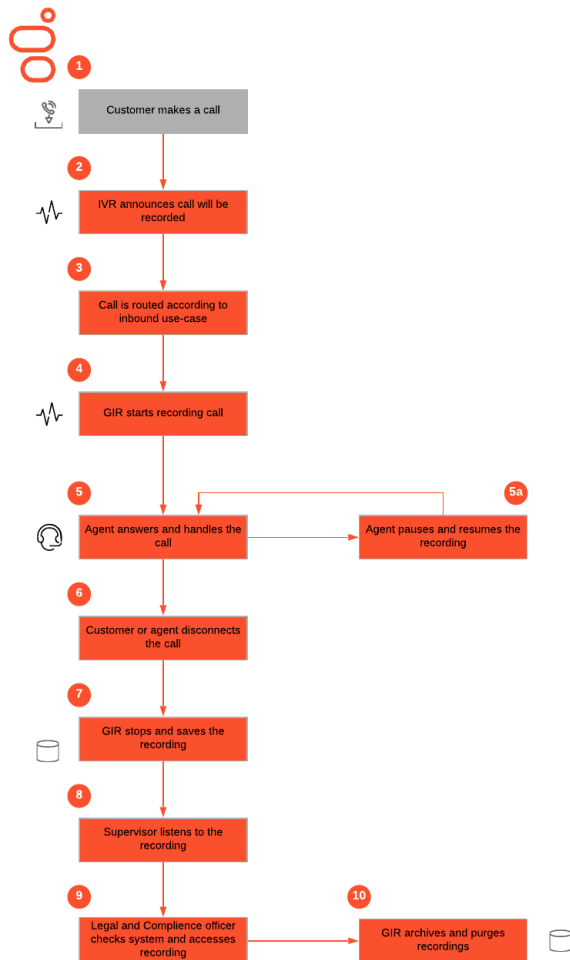 1
Customer makes a call
2
IVR announces call will be
recorded
3
Call is routed according to
inbound use-case
4
GIR starts recording call
5
5a
Agent answers and handles the
call
Agent pauses and resumes the
recording
6
Customer or agent disconnects
the call
7
GIR stops and saves the
recording
8
Supervisor listens to the
recording
9
10
Legal and Complience officer
checks system and accesses
recording
GIR archives and purges
recordings